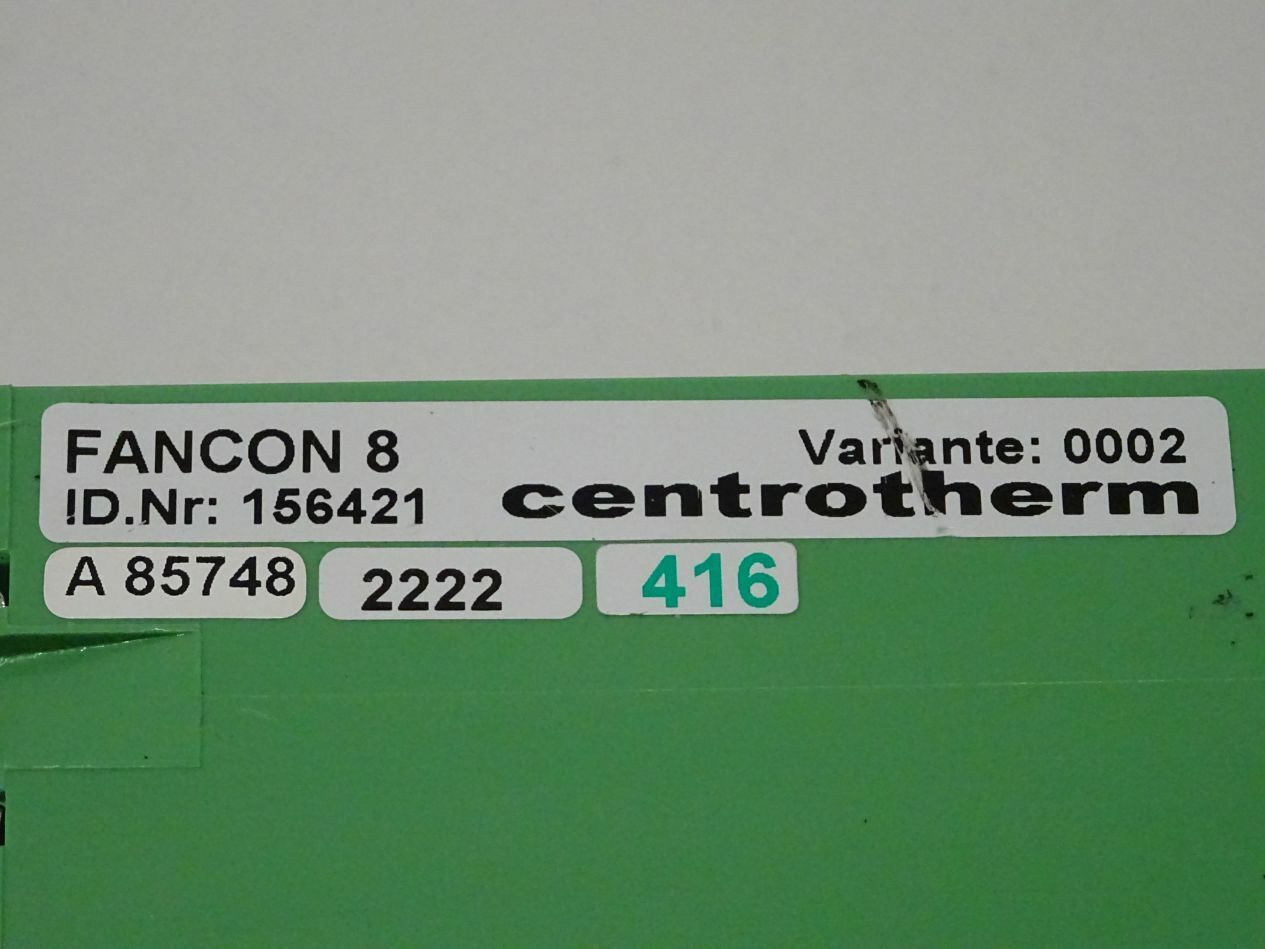 FANCON 8
Variante: 0002
ID.Nr: 156421
centrotherm
A 85748
2222
416